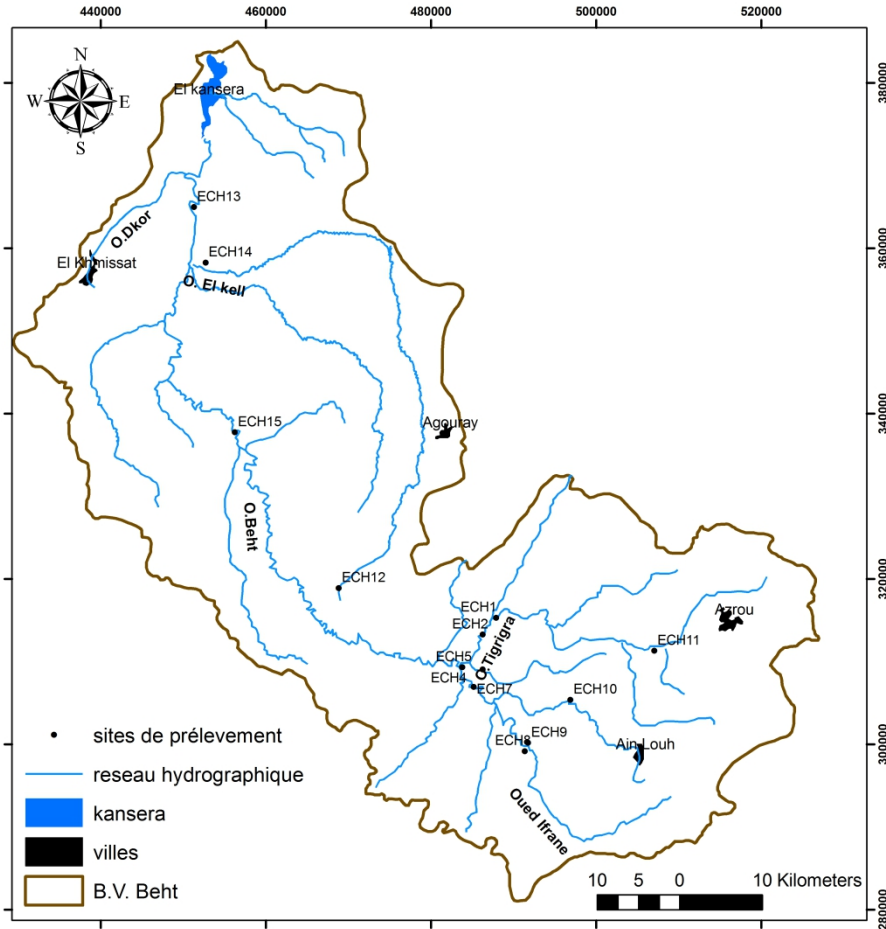 440000
460000
480000
500000
520000
N
W
E
S
El kansera
380000
ECH13
O.Dkor
ECH14
360000
El Khmissat
O. El kell
ECH15
Agouray
340000
O.Beht
ECH12
320000
ECH1
Azrou
ECH2
O.Tigrigra
ECH11
ECH5
ECH4
ECH7
ECH10
ECH9
ECH8
Ain Louh
300000
Oued Ifrane
sites de prélevement
reseau hydrographique
kansera
villes
B.V. Beht
10 5 0 10 Kilometers
280000